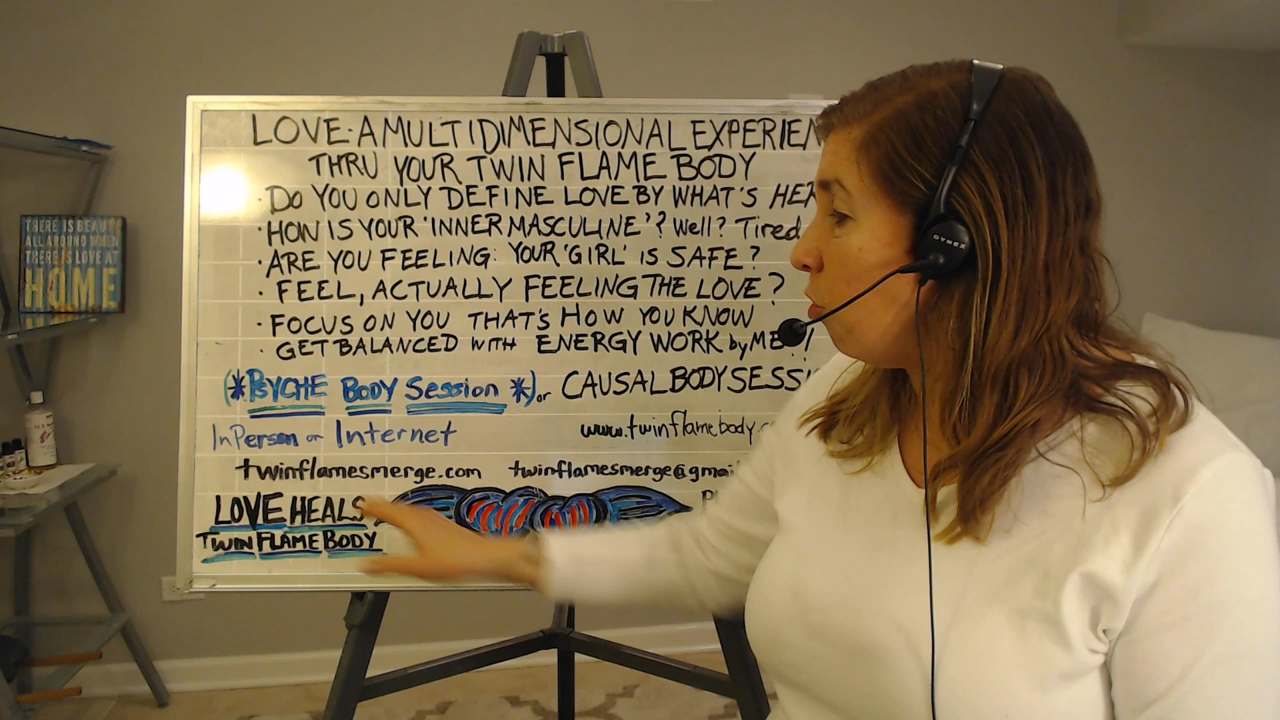 LOVE-A MULTIDIMENSIONAL EXPERIEN
THRU YOUR TWIN FLAME BODY
· DO YOU ONLY DEFINE LOVE BY WHAT'S HER
· HOW IS YOUR 'INNER MASCULINE'? Well? Tired
· ARE YOU FEELING: YOUR 'GIRL' IS SAFE?
· FEEL, ACTUALLY FEELING THE LOVE?
· FOCUS ON YOU THAT'S HOW YOU KNOW
· GET BALANCED WITH ENERGY WORK by ME!
(*PSYCHE BODY Session*) or CAUSAL BODY SESSI
In Person or Internet
www.twinflamebody.c
twinflamesmerge.com twinflamesmerge@gmai
LOVE HEALS
TWIN FLAME BODY
THERE IS BEAUTY
ALL AROUND WHEN
THERE IS LOVE AT
HOME
DYNEX